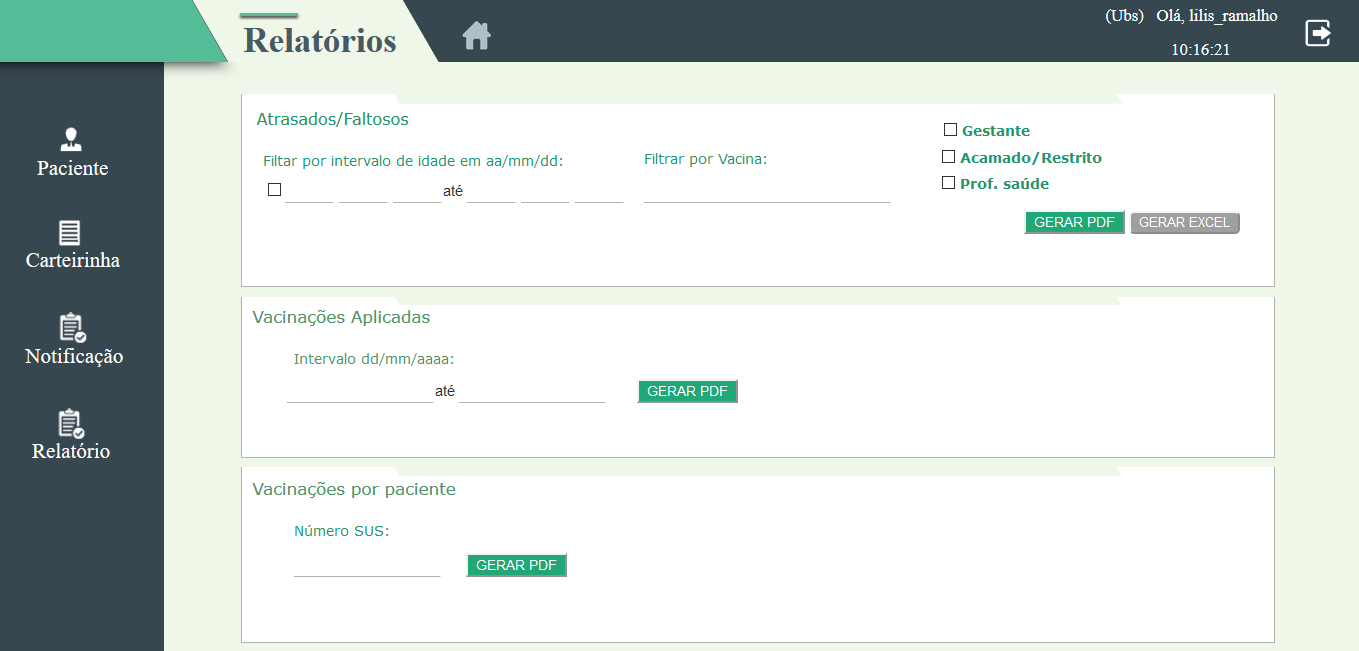 Relatórios
(Ubs) Olá, lilis_ramalho
10:16:21
Paciente
Carteirinha
Notificação
Relatório
Atrasados/Faltosos
Filtar por intervalo de idade em aa/mm/dd:
até
Filtrar por Vacina:
Gestante
Acamado/Restrito
Prof. saúde
GERAR PDF GERAR EXCEL
Vacinações Aplicadas
Intervalo dd/mm/aaaa:
até
GERAR PDF
Vacinações por paciente
Número SUS:
GERAR PDF